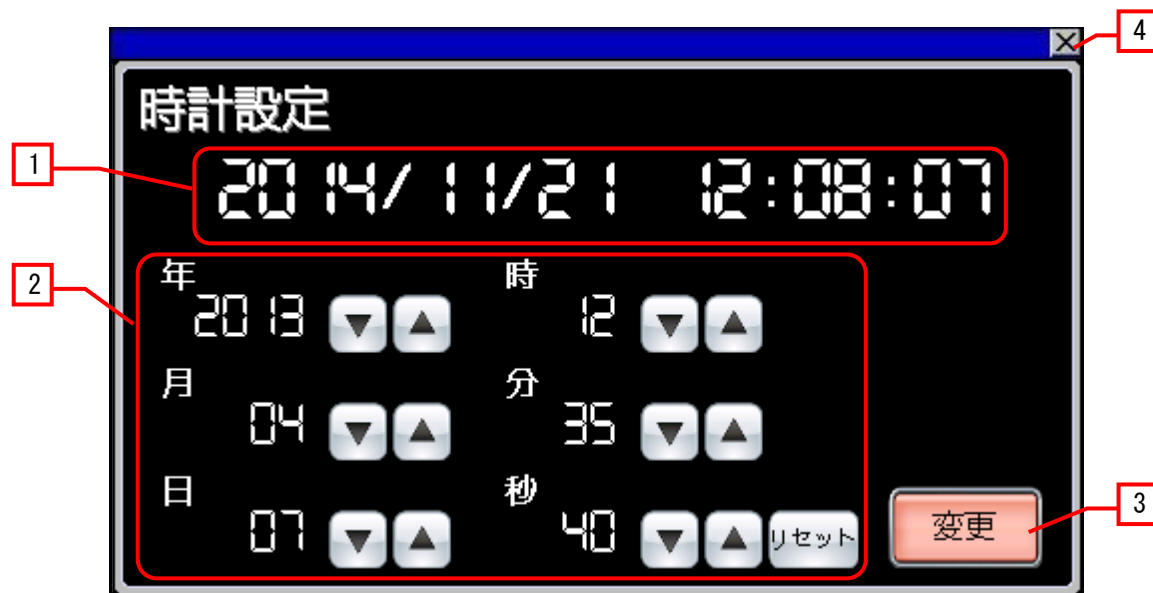 4
時計設定
1
2014/11/21 12:08:07
2
年 時
2013 ▼ ▲ 12 ▼ ▲
月 分
04 ▼ ▲ 35 ▼ ▲
日 秒
07 ▼ ▲ 40 ▼ ▲ リセット
変更
3